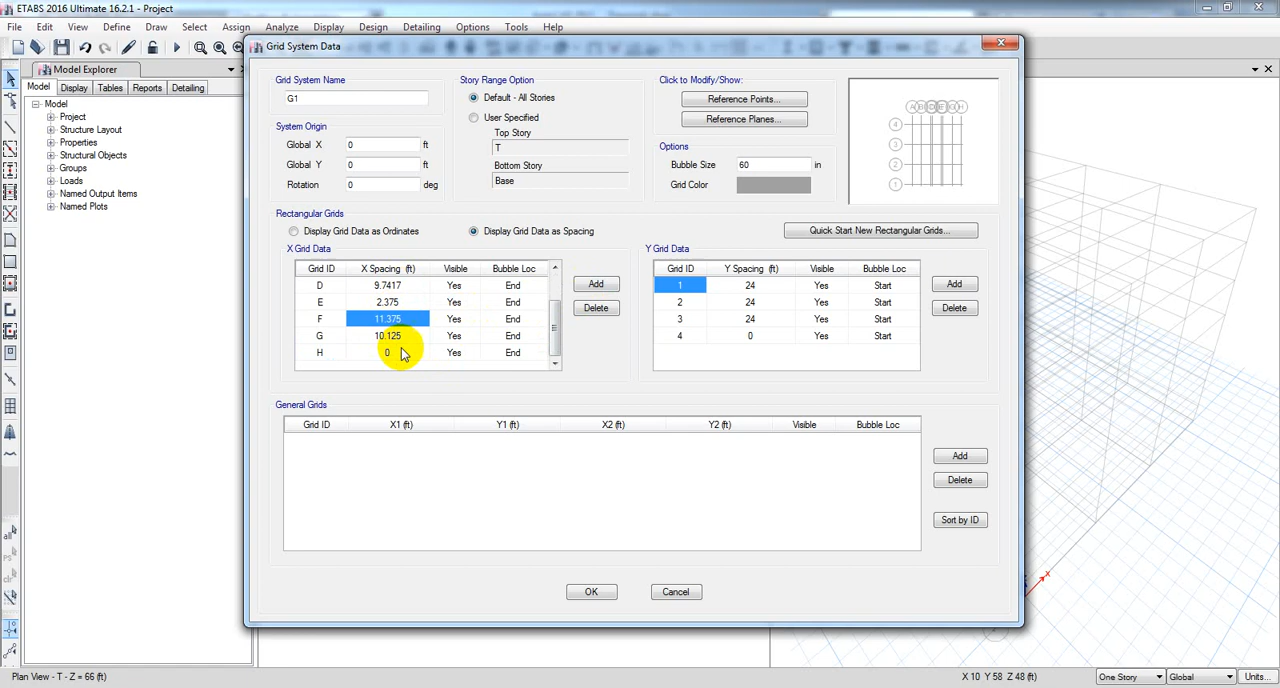 ETABS 2016 Ultimate 16.2.1 - Project
File Edit View Define Draw Select Assign Analyze Display Design Detailing Options Tools Help
Model Explorer
Model Display Tables Reports Detailing
Model
Project
Structure Layout
Properties
Structural Objects
Groups
Loads
Named Output Items
Named Plots
Grid System Data
Grid System Name
G1
System Origin
Global X 0 ft
Global Y 0 ft
Rotation 0 deg
Story Range Option
Default - All Stories
User Specified
Top Story
T
Bottom Story
Base
Click to Modify/Show:
Reference Points...
Reference Planes...
Options
Bubble Size 60 in
Grid Color
4
3
2
1
Rectangular Grids
Display Grid Data as Ordinates
Display Grid Data as Spacing
Quick Start New Rectangular Grids...
X Grid Data
Grid ID X Spacing (ft) Visible Bubble Loc
D 9.7417 Yes End
E 2.375 Yes End
F 11.375 Yes End
G 10.125 Yes End
H 0 Yes End
Add
Delete
Y Grid Data
Grid ID Y Spacing (ft) Visible Bubble Loc
1 24 Yes Start
2 24 Yes Start
3 24 Yes Start
4 0 Yes Start
Add
Delete
General Grids
Grid ID X1 (ft) Y1 (ft) X2 (ft) Y2 (ft) Visible Bubble Loc
Add
Delete
Sort by ID
OK Cancel
X
Plan View - T - Z = 66 (ft) X 10 Y 58 Z 48 (ft) One Story Global Units...